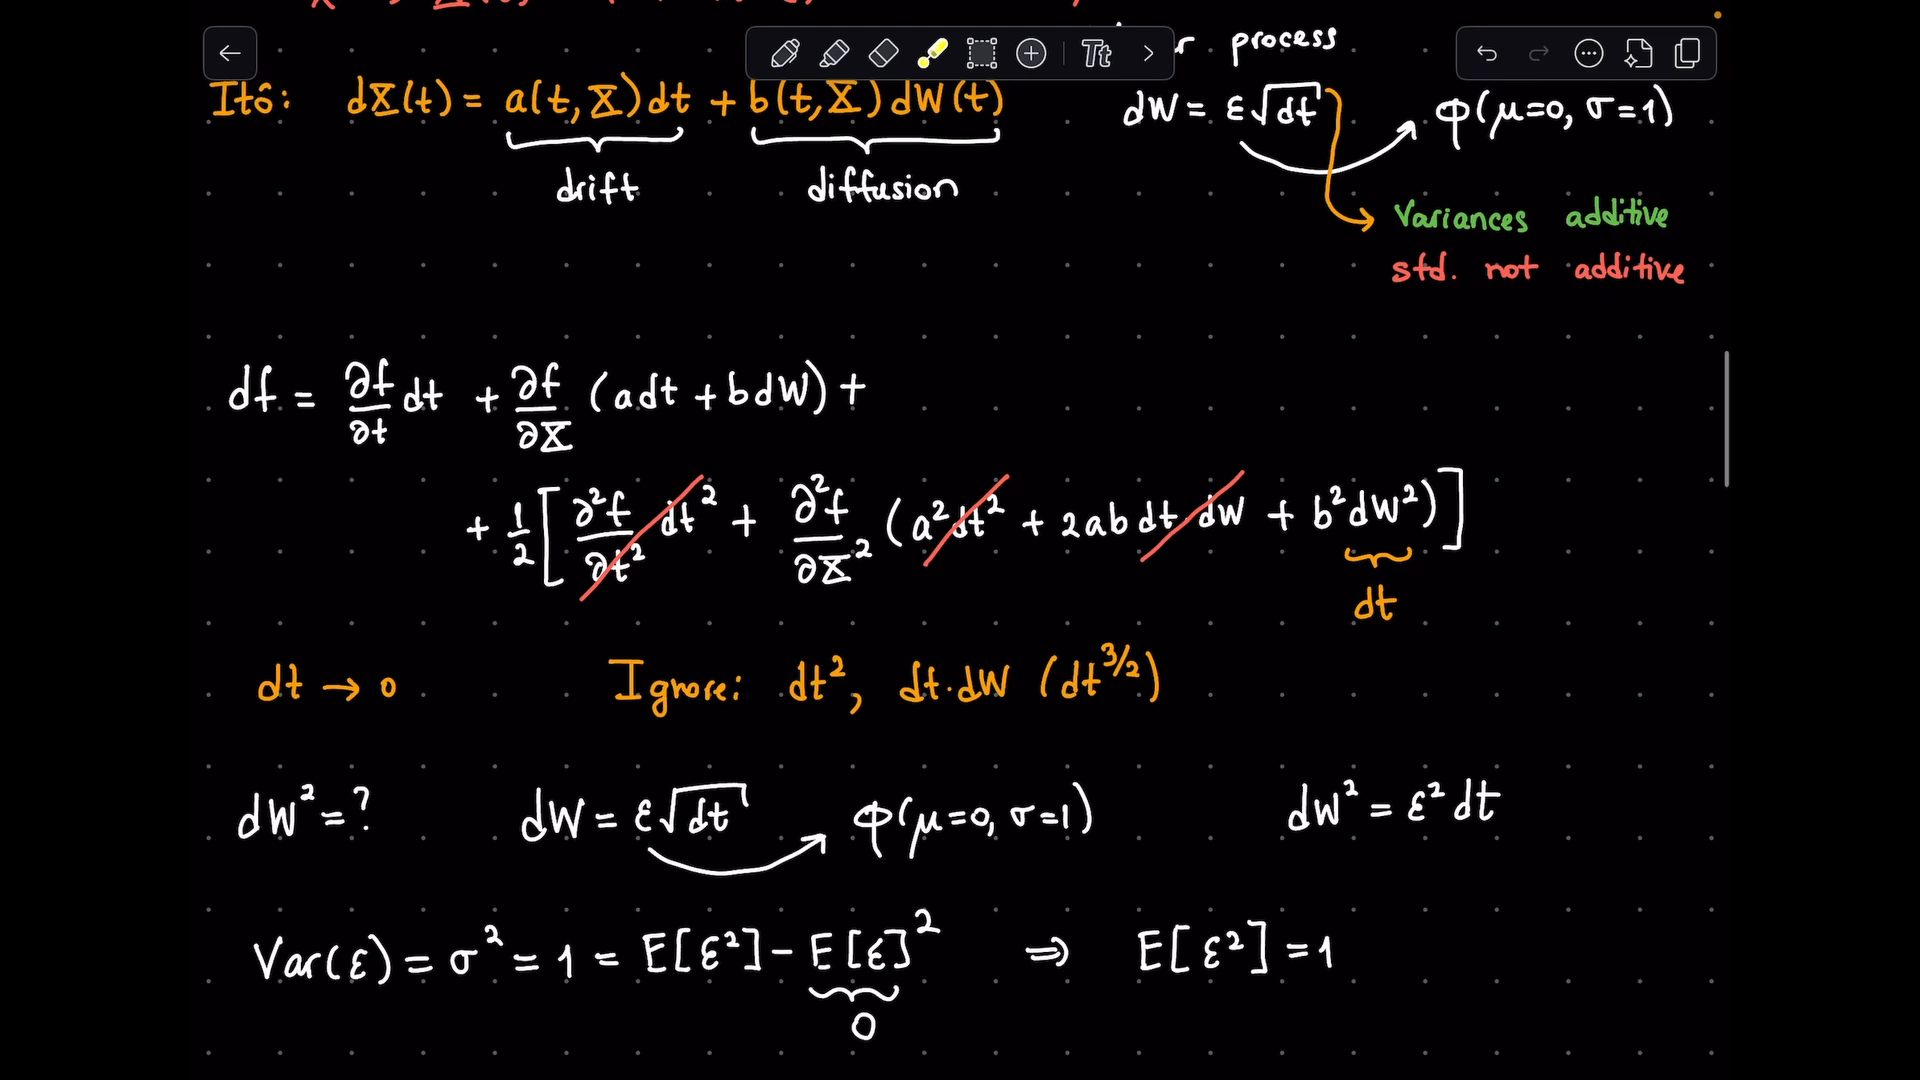 process
Itô: dX(t) = a(t,X)dt + b(t,X)dW(t)
drift
diffusion
dW = ε√dt
φ(μ=0, σ=1)
Variances additive
std. not additive
df = ∂f/∂t dt + ∂f/∂X (adt + bdW) +
+ 1/2 [ ∂²f/∂t² dt² + ∂²f/∂X² (a²dt² + 2ab dt·dW + b²dW²) ]
dt
dt → 0
Ignore: dt², dt·dW (dt^3/2)
dW² = ?
dW = ε√dt
φ(μ=0, σ=1)
dW² = ε²dt
Var(ε) = σ² = 1 = E[ε²] - E[ε]² ⇒ E[ε²] = 1
0